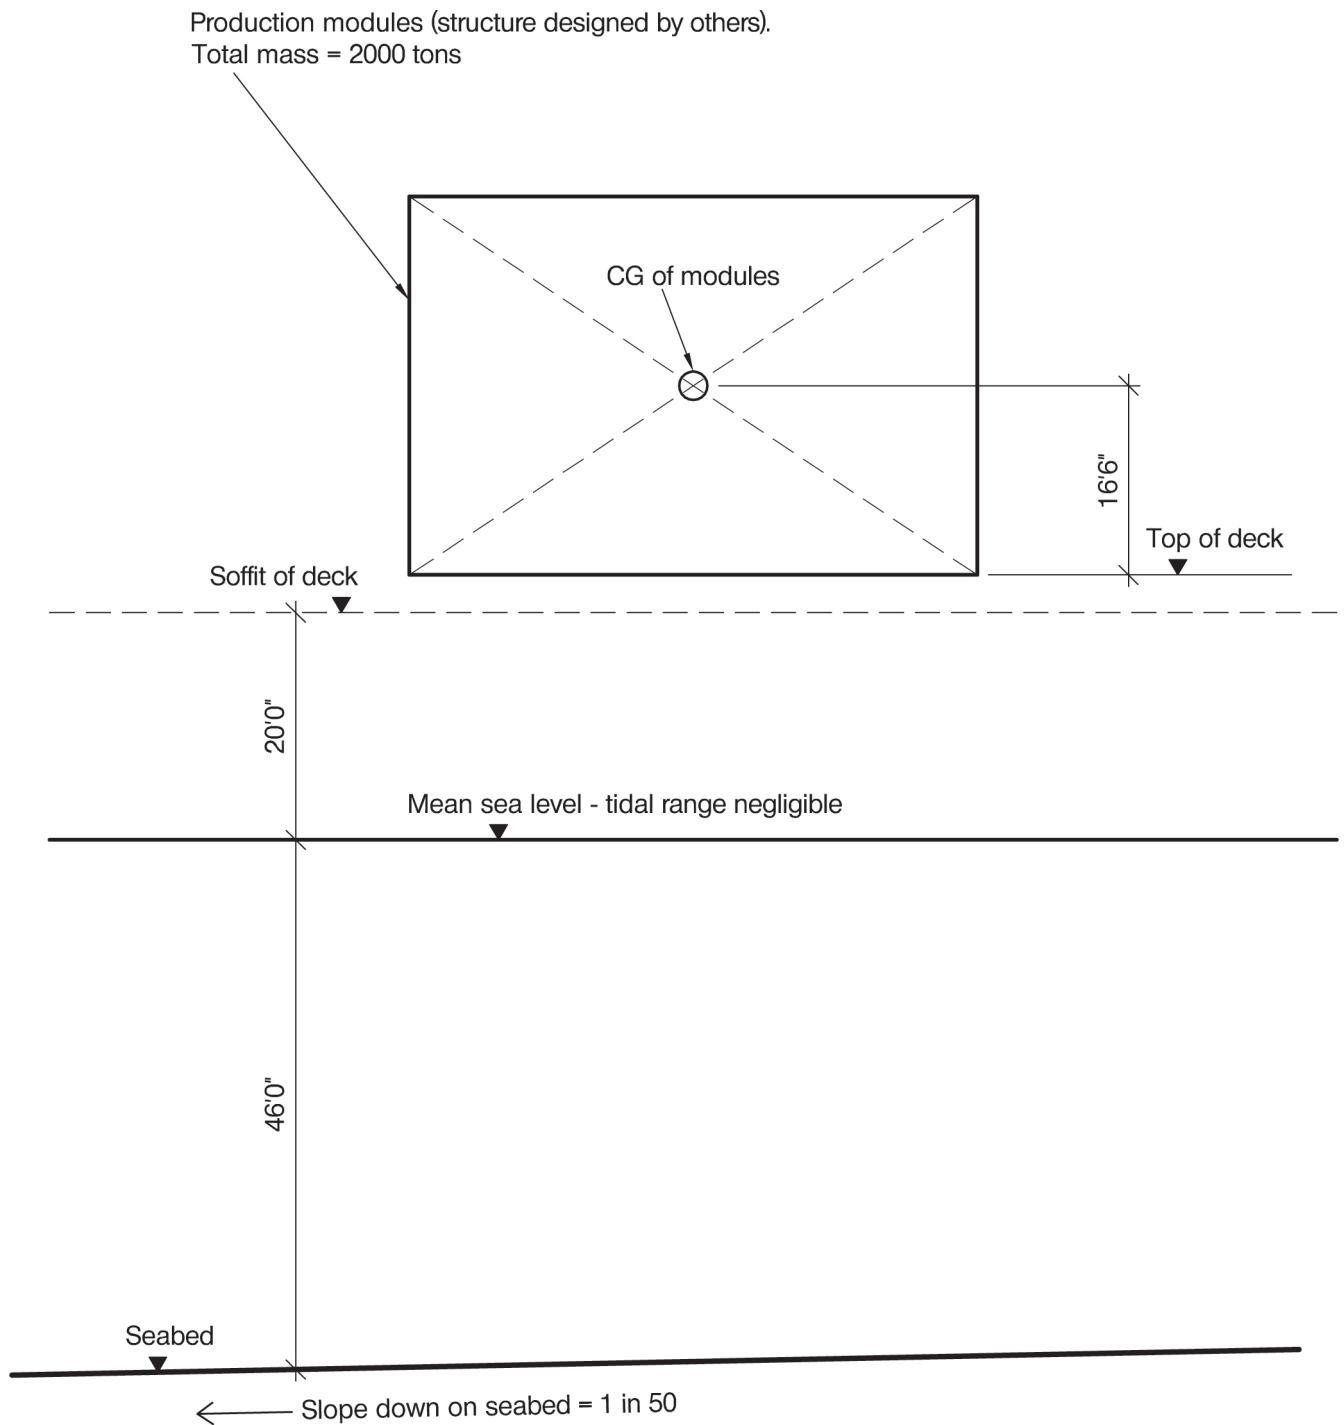 Production modules (structure designed by others).
Total mass = 2000 tons
CG of modules
16'6"
Top of deck
Soffit of deck
20'0"
Mean sea level - tidal range negligible
46'0"
Seabed
Slope down on seabed = 1 in 50